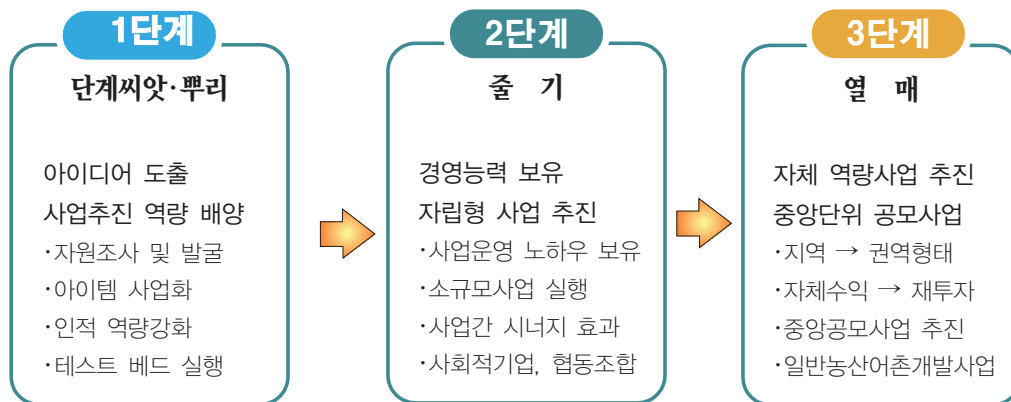 1단계
단계씨앗·뿌리
아이디어 도출
사업추진 역량 배양
·자원조사 및 발굴
·아이템 사업화
·인적 역량강화
·테스트 베드 실행
2단계
줄 기
경영능력 보유
자립형 사업 추진
·사업운영 노하우 보유
·소규모사업 실행
·사업간 시너지 효과
·사회적기업, 협동조합
3단계
열 매
자체 역량사업 추진
중앙단위 공모사업
·지역 → 권역형태
·자체수익 → 재투자
·중앙공모사업 추진
·일반농산어촌개발사업